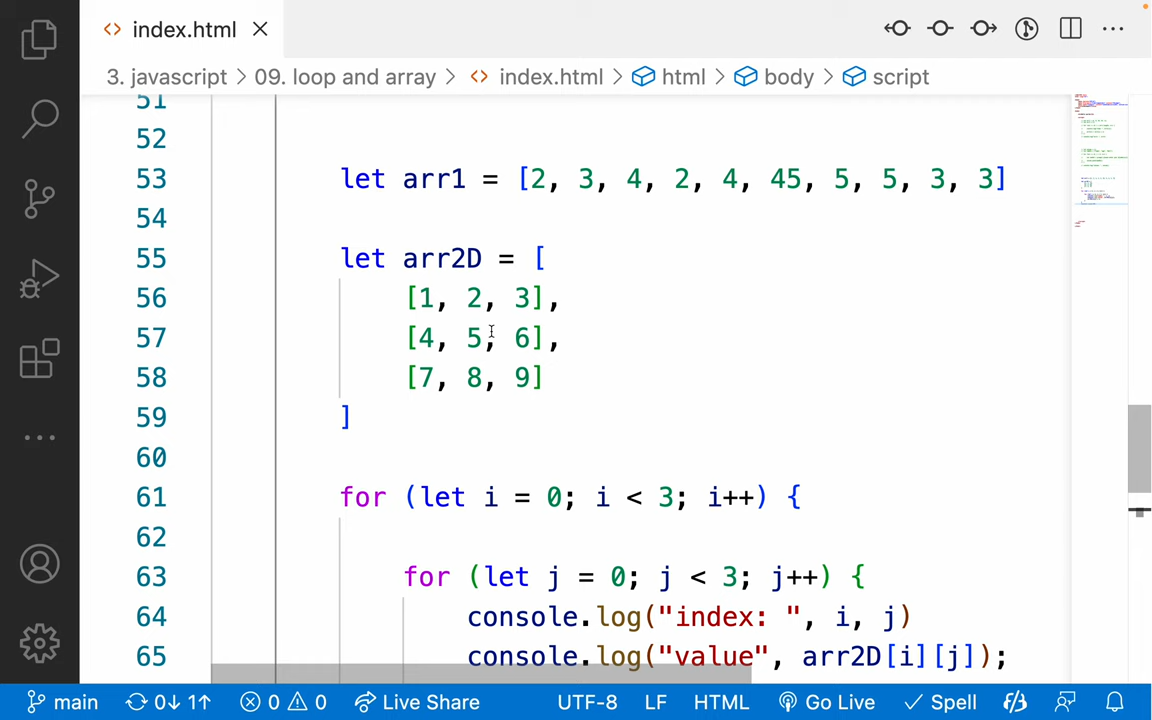 index.html
3. javascript > 09. loop and array > index.html > html > body > script
51
52
53 let arr1 = [2, 3, 4, 2, 4, 45, 5, 5, 3, 3]
54
55 let arr2D = [
56 [1, 2, 3],
57 [4, 5, 6],
58 [7, 8, 9]
59 ]
60
61 for (let i = 0; i < 3; i++) {
62
63 for (let j = 0; j < 3; j++) {
64 console.log("index: ", i, j)
65 console.log("value", arr2D[i][j]);
main 0↓ 1↑ 0 0 Live Share UTF-8 LF HTML Go Live Spell